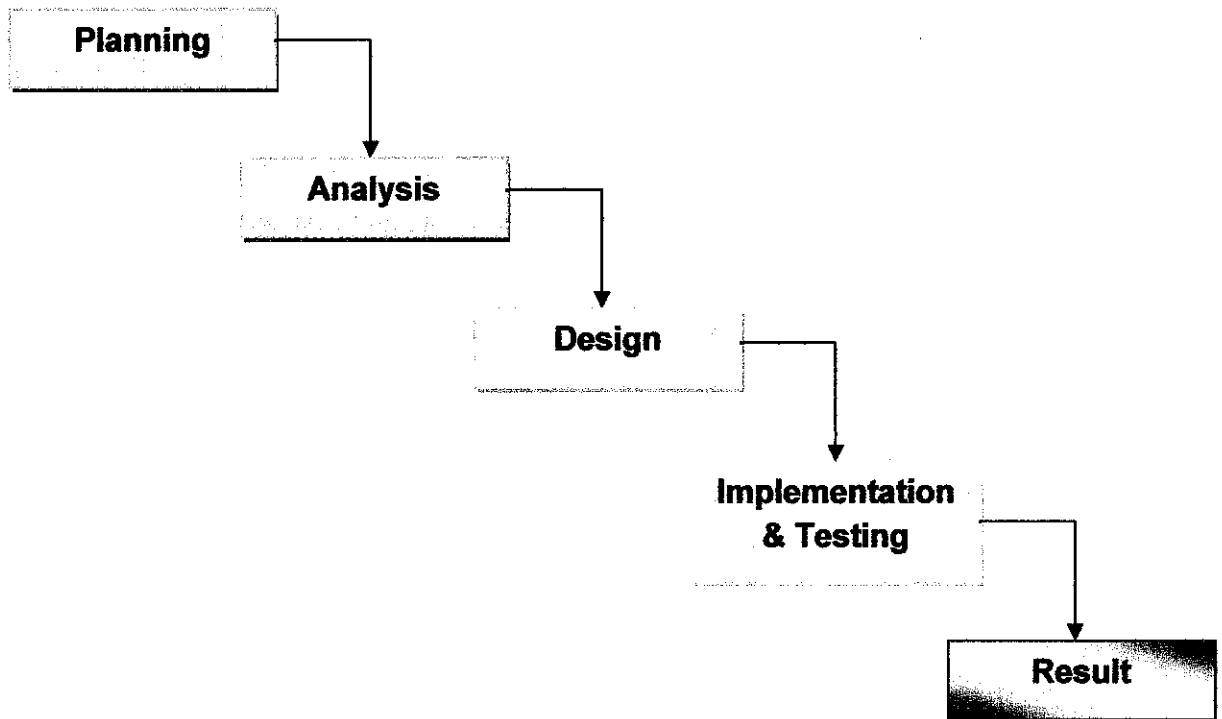 Planning
Analysis
Design
Implementation
& Testing
Result